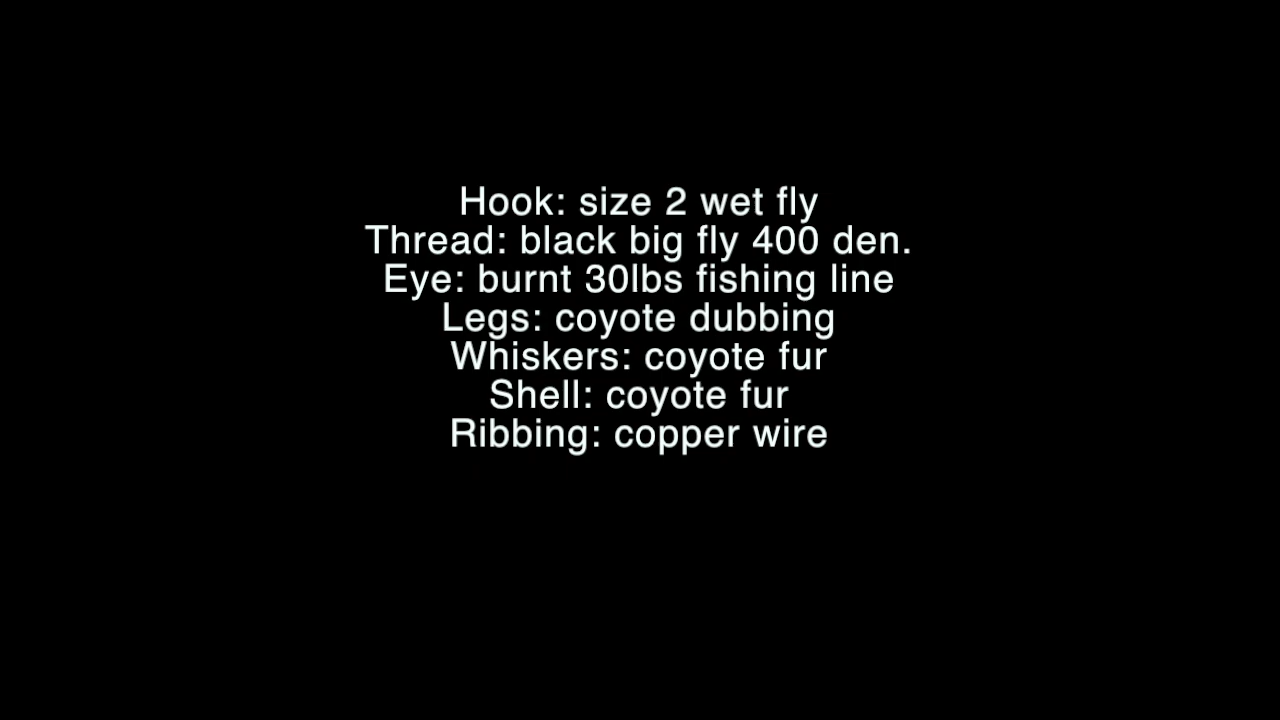 Hook: size 2 wet fly
Thread: black big fly 400 den.
Eye: burnt 30lbs fishing line
Legs: coyote dubbing
Whiskers: coyote fur
Shell: coyote fur
Ribbing: copper wire